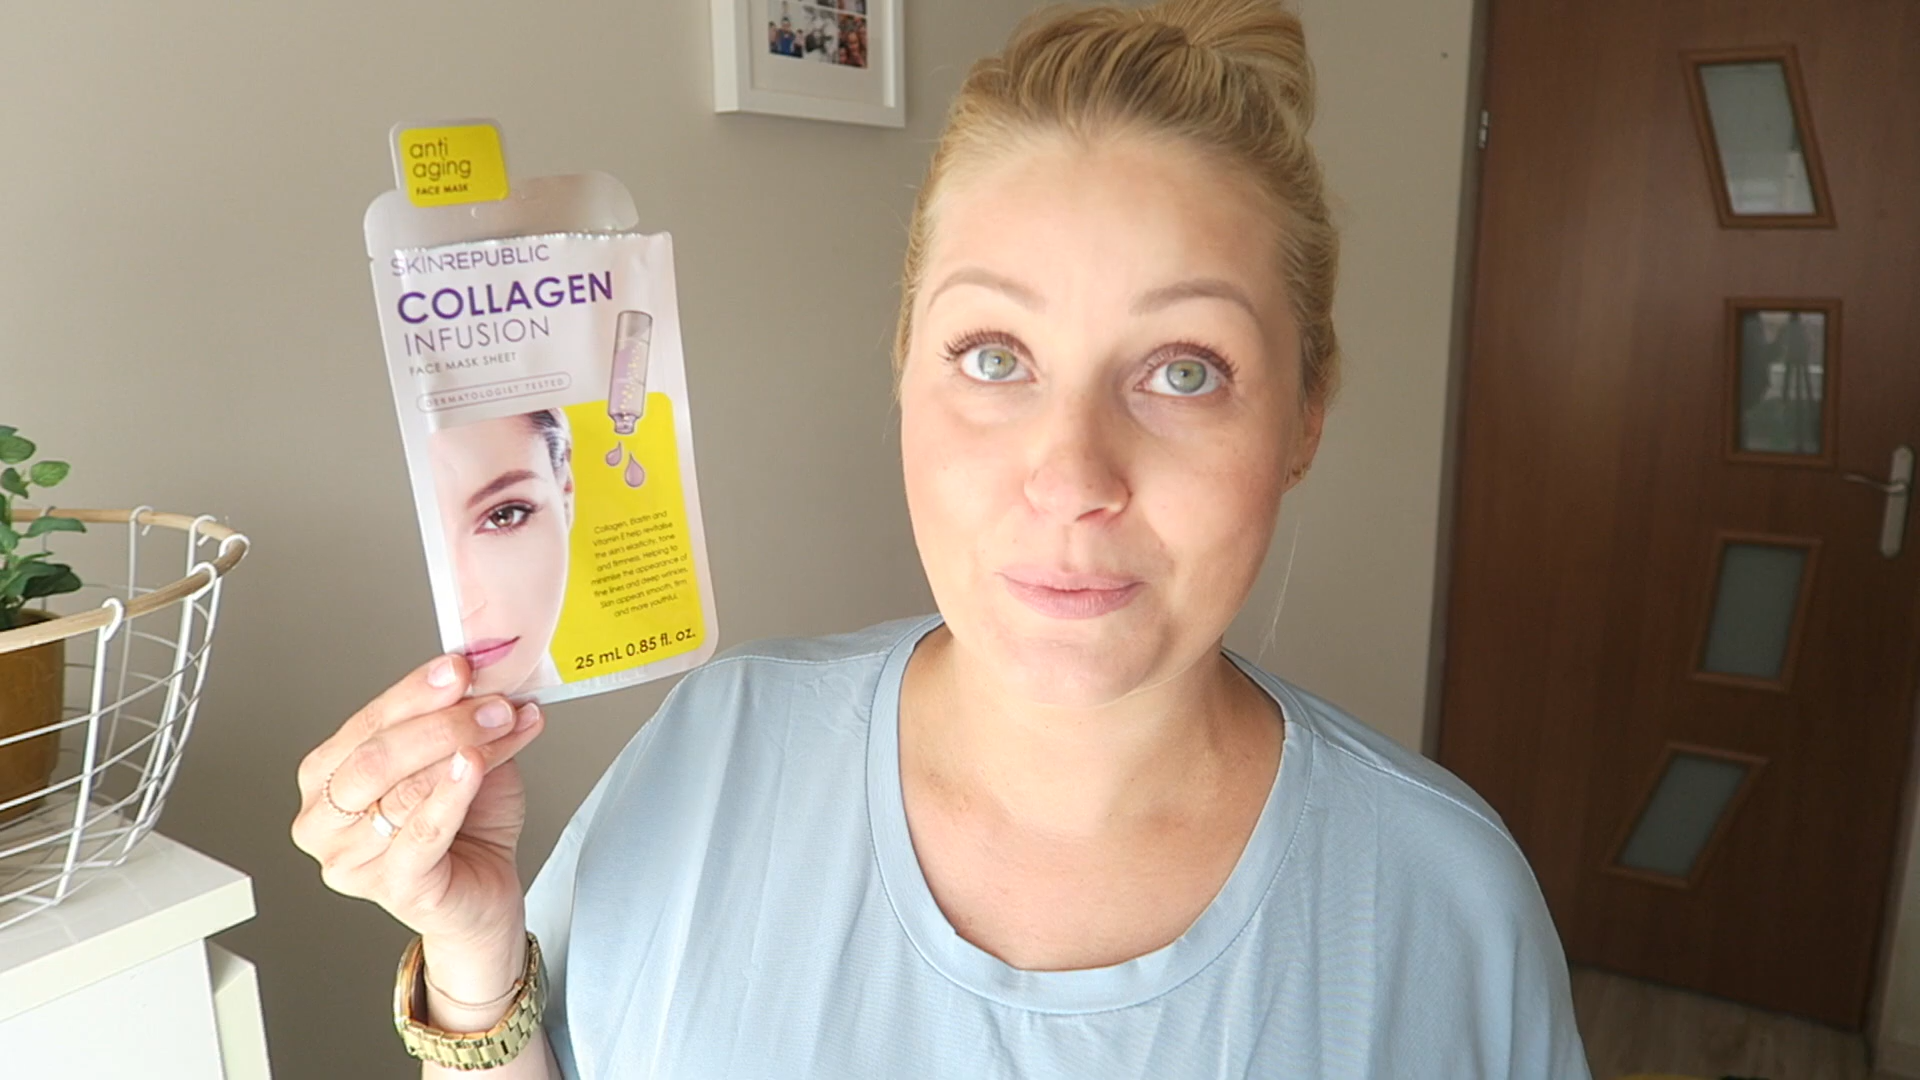 anti
aging
FACE MASK
SKINREPUBLIC
COLLAGEN
INFUSION
FACE MASK SHEET
DERMATOLOGIST TESTED
Collagen, Elastin and
Vitamin E help revitalise
the skin's elasticity, tone
and firmness. Helping to
minimise the appearance of
fine lines and deep wrinkles.
Skin appears smooth, firm
and more youthful.
25 mL 0.85 fl. oz.